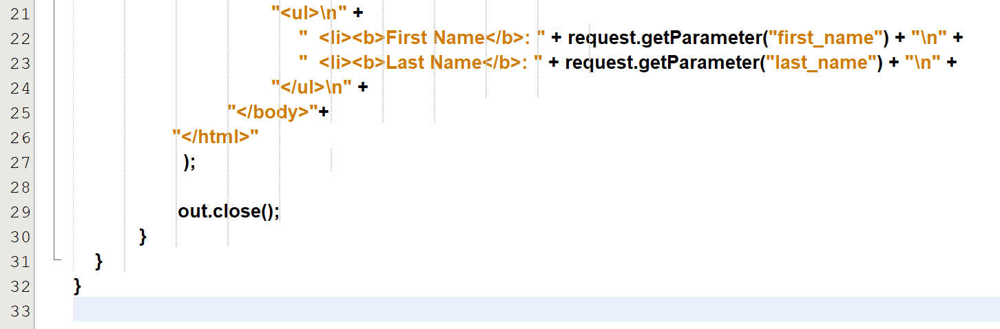 21 "<ul>\n" +
22 "  <li><b>First Name</b>: " + request.getParameter("first_name") + "\n" +
23 "  <li><b>Last Name</b>: " + request.getParameter("last_name") + "\n" +
24 "</ul>\n" +
25 "</body>"+
26 "</html>"
27 );
28
29 out.close();
30 }
31 }
32 }
33